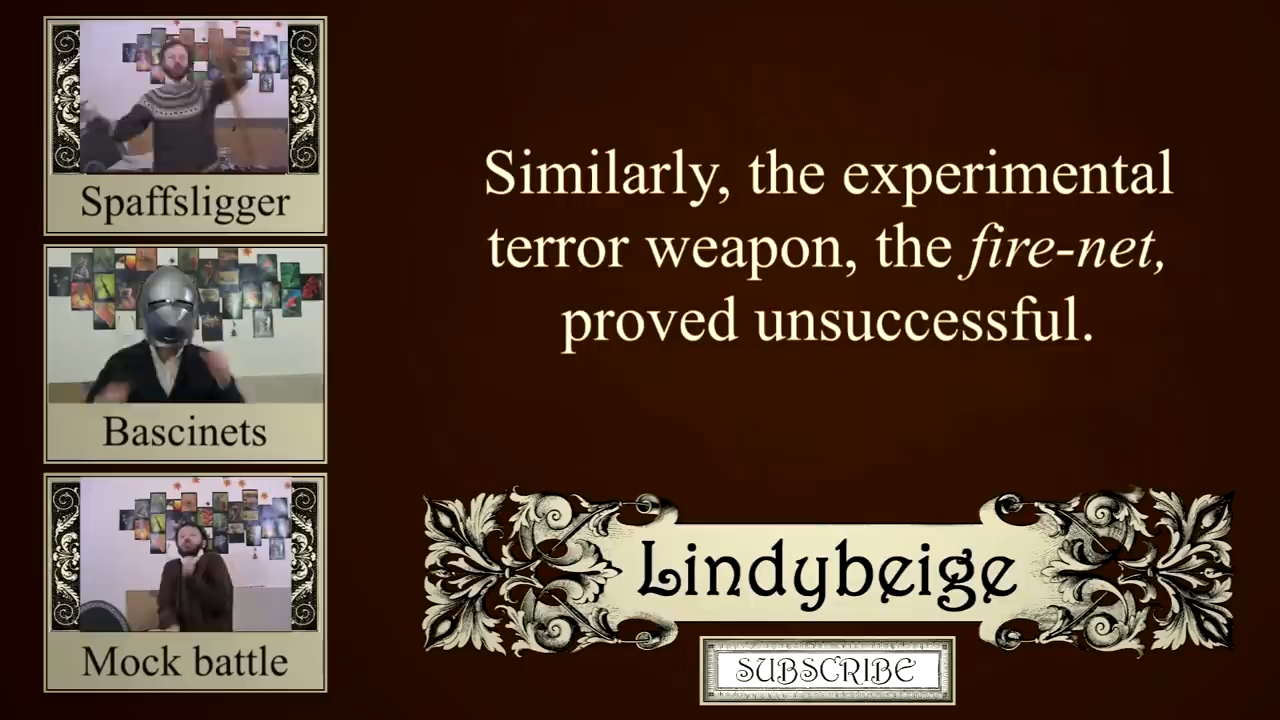 Spaffsligger
Bascinets
Mock battle
Similarly, the experimental
terror weapon, the fire-net,
proved unsuccessful.
Lindybeige
SUBSCRIBE